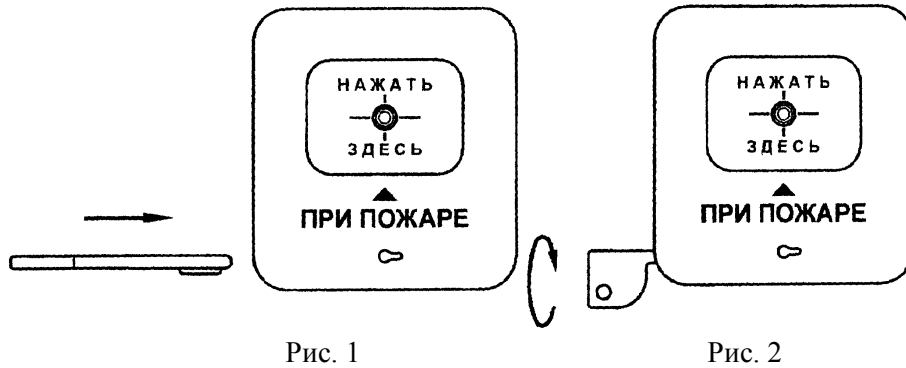 НАЖАТЬ
ЗДЕСЬ
ПРИ ПОЖАРЕ
НАЖАТЬ
ЗДЕСЬ
ПРИ ПОЖАРЕ
Рис. 1
Рис. 2